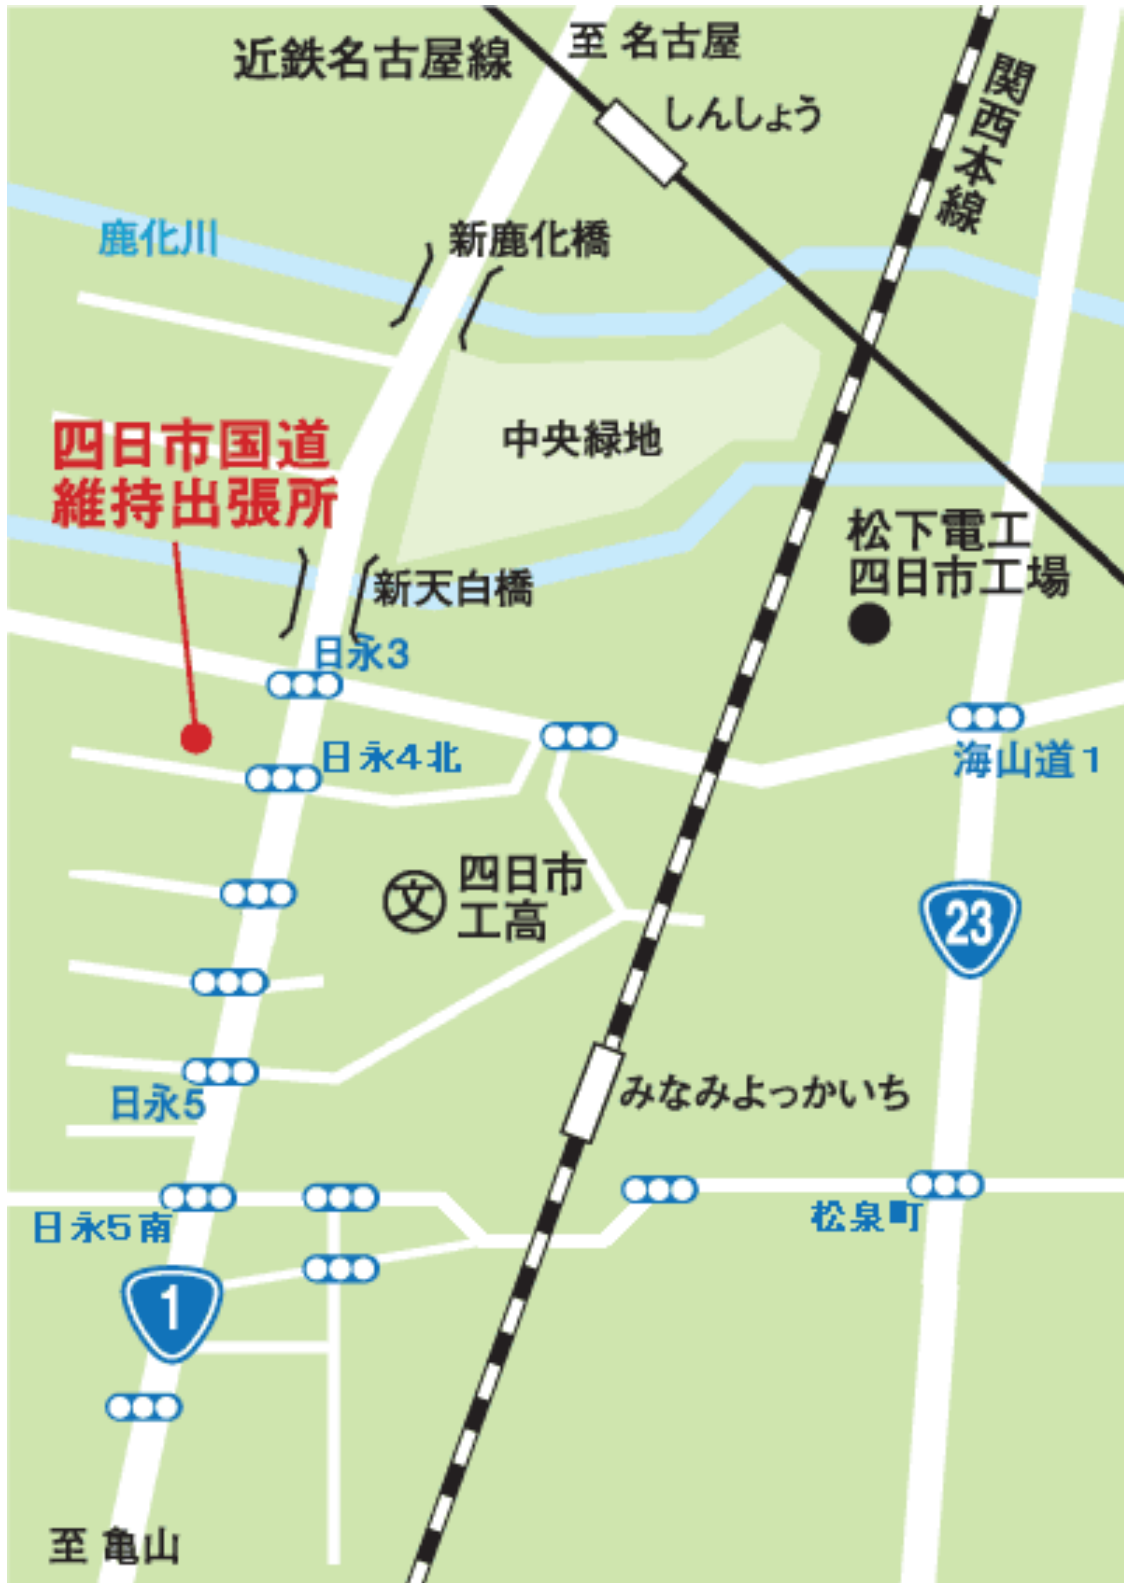 近鉄名古屋線
至 名古屋
しんしょう
関西本線
鹿化川
新鹿化橋
四日市国道
維持出張所
中央緑地
松下電工
四日市工場
新天白橋
日永3
日永4北
海山道1
四日市
工高
文
23
みなみよっかいち
日永5
日永5南
松泉町
1
至 亀山